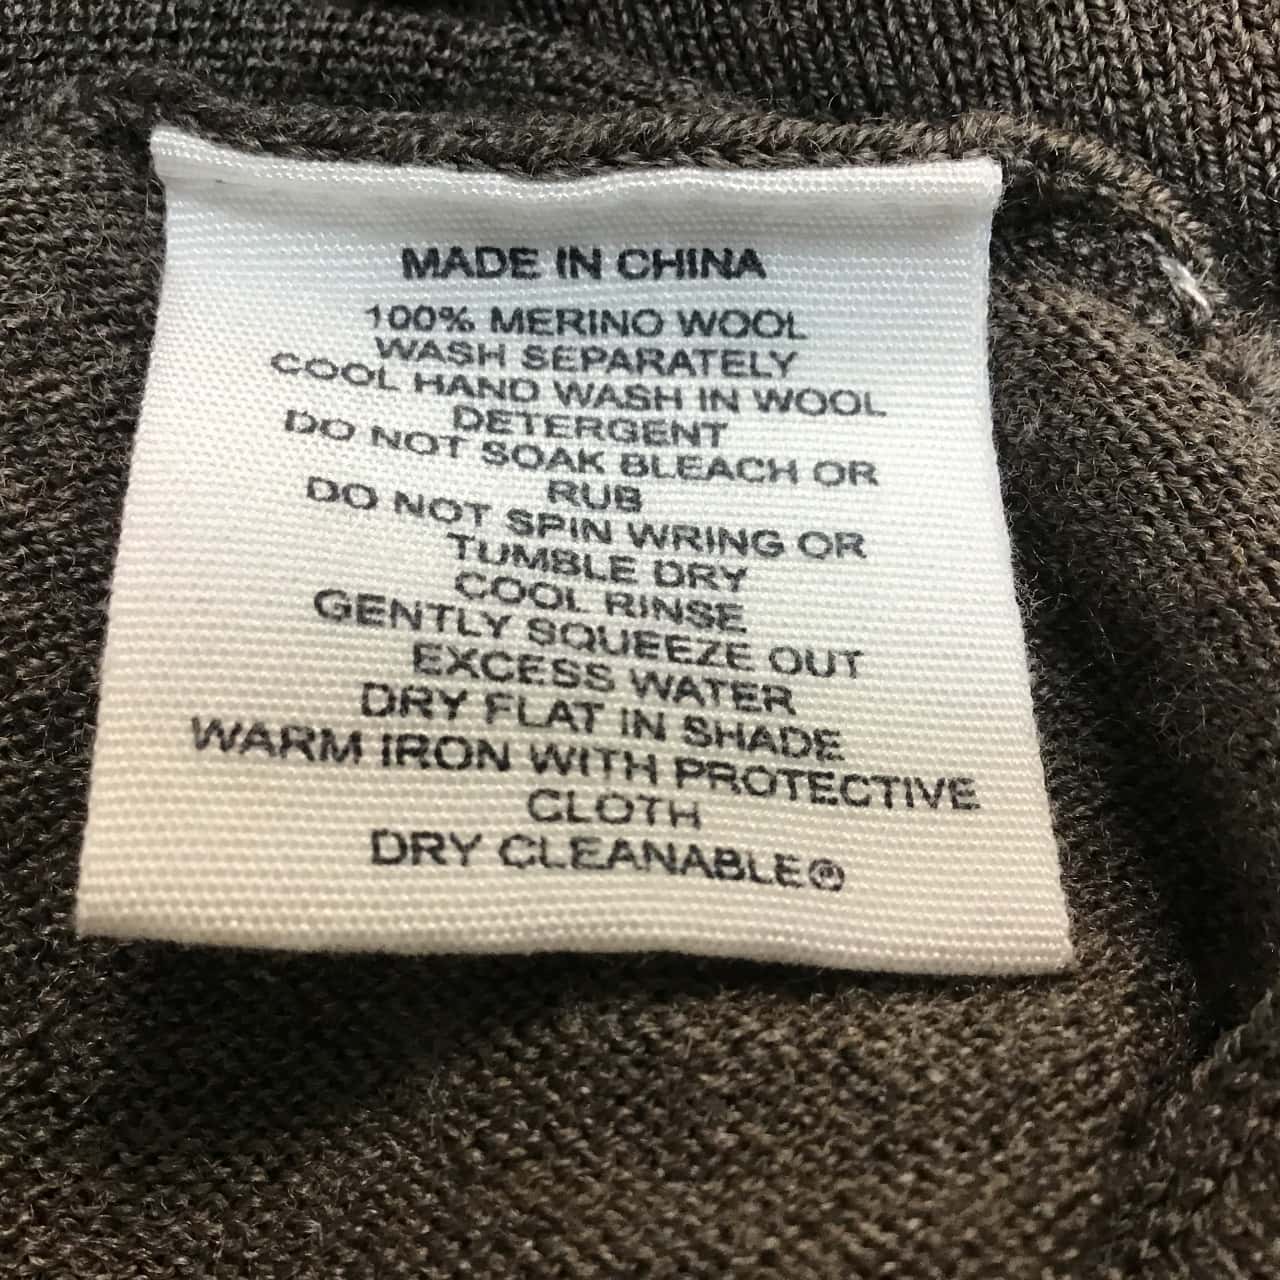 MADE IN CHINA
100% MERINO WOOL
WASH SEPARATELY
COOL HAND WASH IN WOOL
DETERGENT
DO NOT SOAK BLEACH OR
RUB
DO NOT SPIN WRING OR
TUMBLE DRY
COOL RINSE
GENTLY SQUEEZE OUT
EXCESS WATER
DRY FLAT IN SHADE
WARM IRON WITH PROTECTIVE
CLOTH
DRY CLEANABLE℗